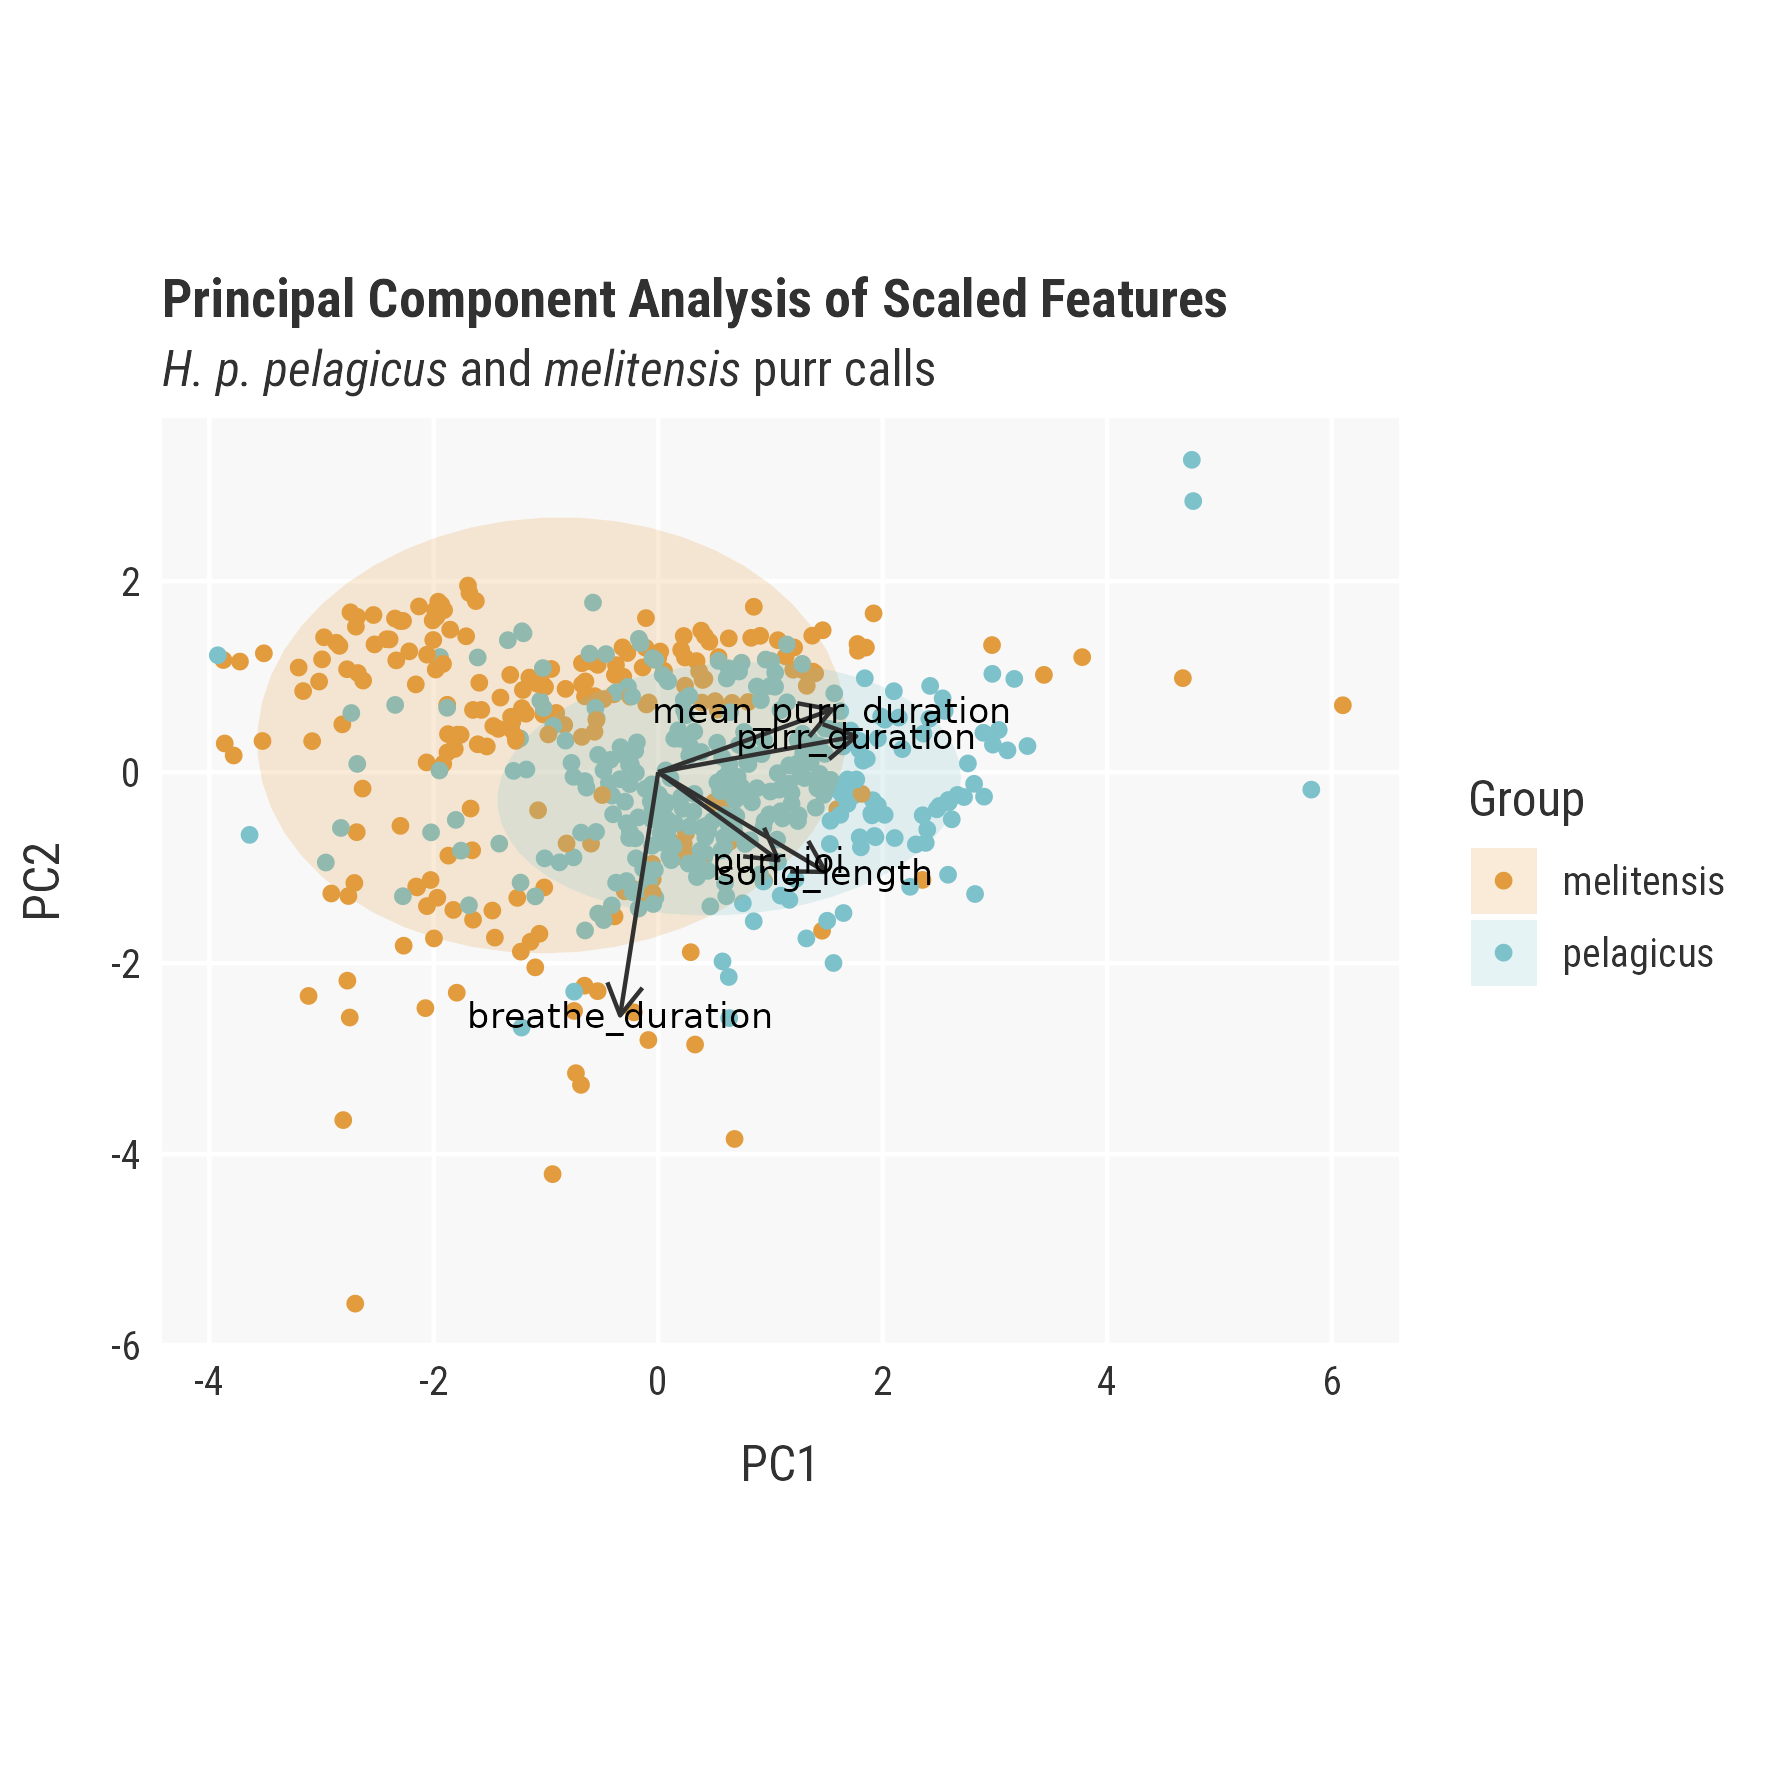 Principal Component Analysis of Scaled Features
H. p. pelagicus and melitensis purr calls
PC2
2
0
-2
-4
-6
mean_purr_duration
purr_duration
purr_ioi
song_length
breathe_duration
-4 -2 0 2 4 6
PC1
Group
melitensis
pelagicus